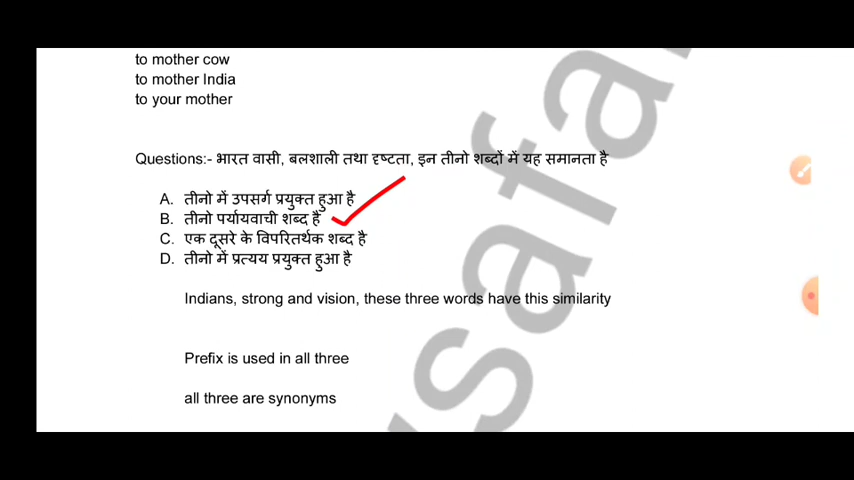 to mother cow
to mother India
to your mother
Questions:- भारत वासी, बलशाली तथा दृष्टता, इन तीनो शब्दों में यह समानता है
A. तीनो में उपसर्ग प्रयुक्त हुआ है
B. तीनो पर्यायवाची शब्द है
C. एक दूसरे के विपरितर्थक शब्द है
D. तीनो में प्रत्यय प्रयुक्त हुआ है
Indians, strong and vision, these three words have this similarity
Prefix is used in all three
all three are synonyms